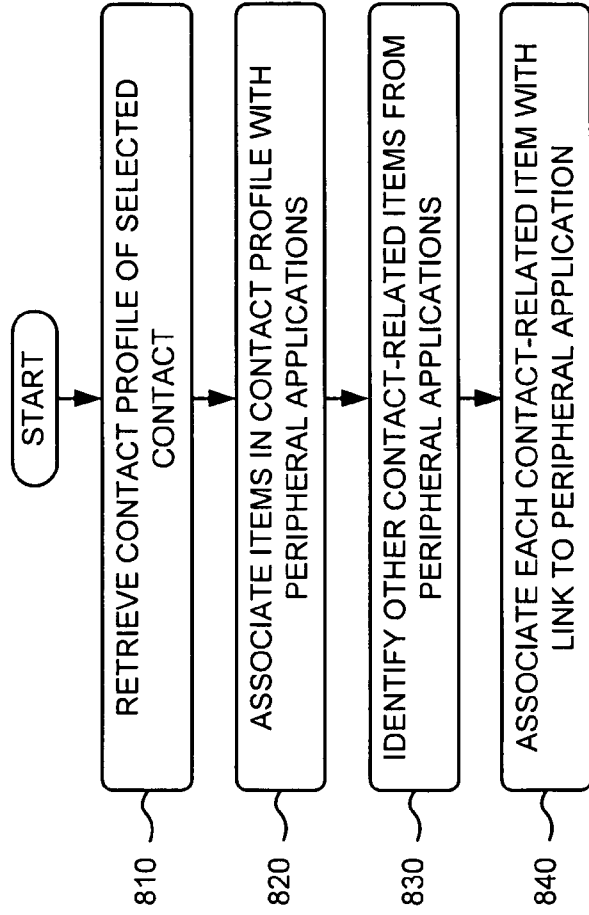 START
RETRIEVE CONTACT PROFILE OF SELECTED
CONTACT
810
ASSOCIATE ITEMS IN CONTACT PROFILE WITH
PERIPHERAL APPLICATIONS
820
IDENTIFY OTHER CONTACT-RELATED ITEMS FROM
PERIPHERAL APPLICATIONS
830
ASSOCIATE EACH CONTACT-RELATED ITEM WITH
LINK TO PERIPHERAL APPLICATION
840